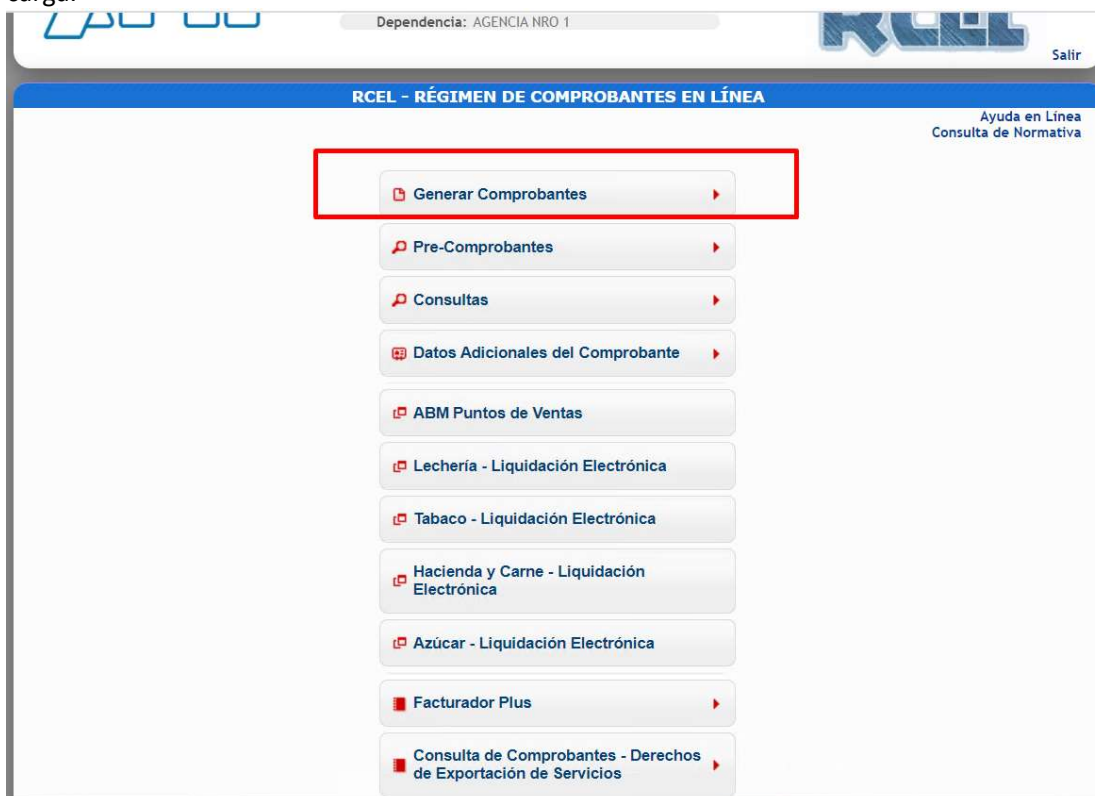 carga.
Dependencia: AGENCIA NRO 1
RCEL
Salir
RCEL - RÉGIMEN DE COMPROBANTES EN LÍNEA
Ayuda en Línea
Consulta de Normativa
Generar Comprobantes
Pre-Comprobantes
Consultas
Datos Adicionales del Comprobante
ABM Puntos de Ventas
Lechería - Liquidación Electrónica
Tabaco - Liquidación Electrónica
Hacienda y Carne - Liquidación
Electrónica
Azúcar - Liquidación Electrónica
Facturador Plus
Consulta de Comprobantes - Derechos
de Exportación de Servicios